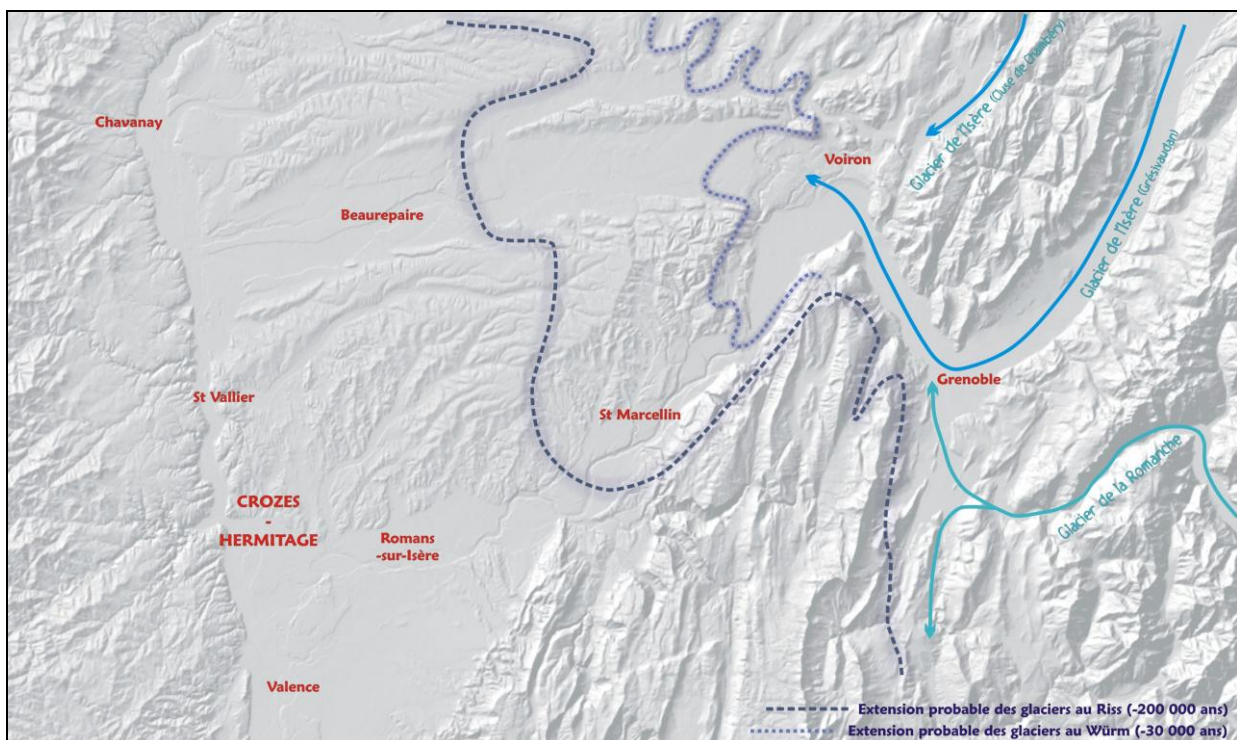 Glacier de l'Isère (Cluse de Chambéry)
Chavanay
Voiron
Glacier de l'Isère (Grésivaudan)
Beaurepaire
Grenoble
St Vallier
St Marcellin
Glacier de la Romanche
CROZES
-
HERMITAGE
Romans
-sur-Isère
Valence
Extension probable des glaciers au Riss (-200 000 ans)
Extension probable des glaciers au Würm (-30 000 ans)